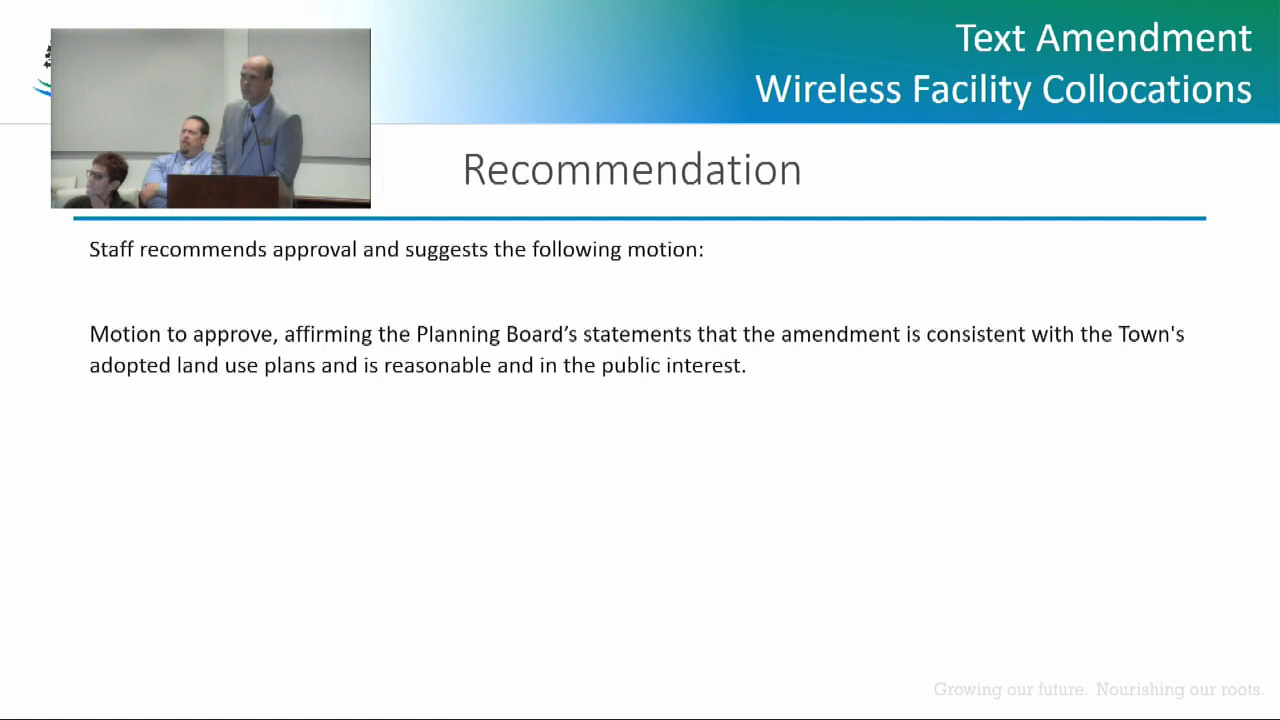 Text Amendment
Wireless Facility Collocations
Recommendation
Staff recommends approval and suggests the following motion:
Motion to approve, affirming the Planning Board’s statements that the amendment is consistent with the Town's
adopted land use plans and is reasonable and in the public interest.
Growing our future. Nourishing our roots.